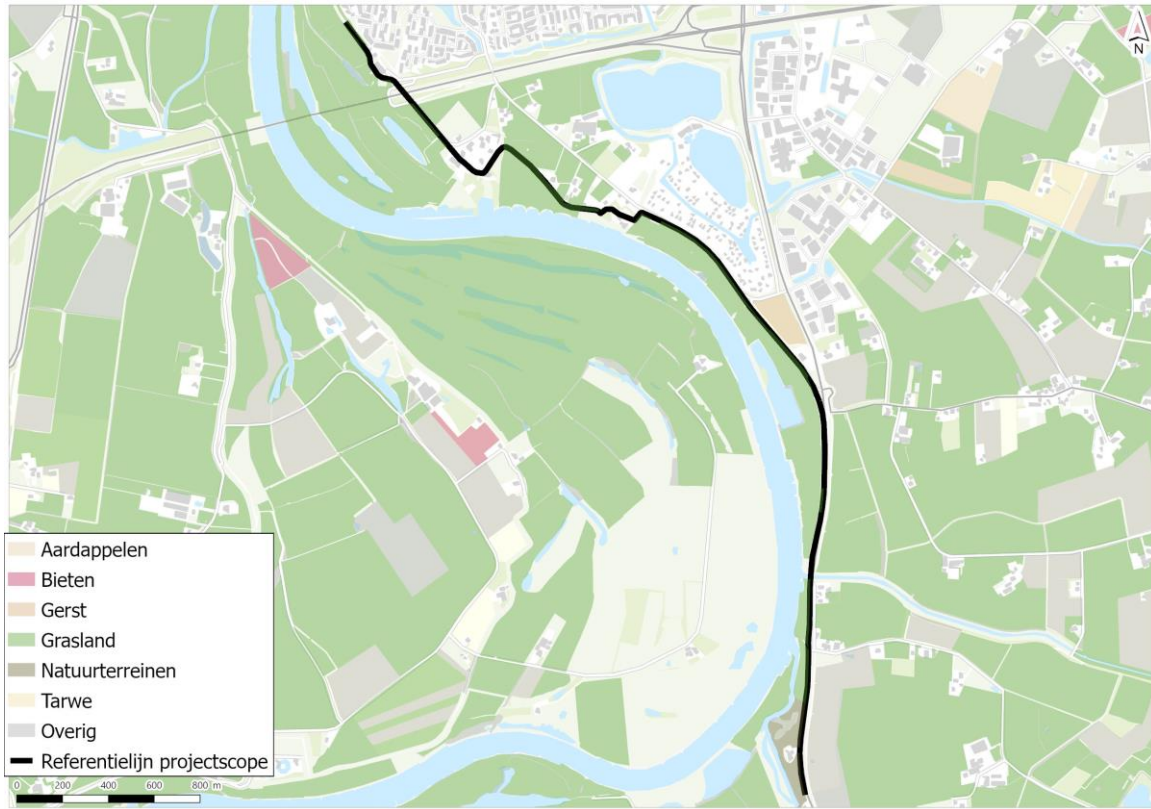 N
Aardappelen
Bieten
Gerst
Grasland
Natuurterreinen
Tarwe
Overig
Referentielijn projectscope
0 200 400 600 800 m